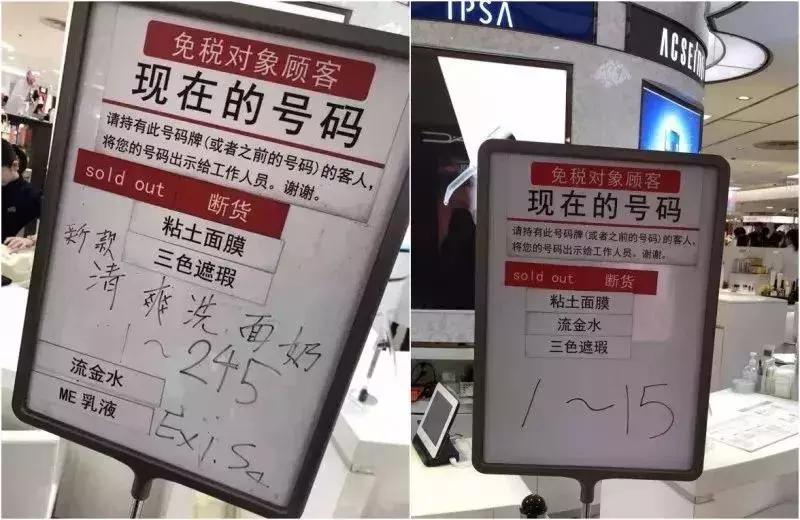 免税对象顾客
现在的号码
请持有此号码牌(或者之前的号码)的客人，
将您的号码出示给工作人员。谢谢。
sold out 断货
粘土面膜
三色遮瑕
新款
清爽洗面奶
1~245
流金水
ME 乳液
IPSA
免税对象顾客
现在的号码
请持有此号码牌(或者之前的号码)的客人，
将您的号码出示给工作人员。谢谢。
sold out 断货
粘土面膜
流金水
三色遮瑕
1~15